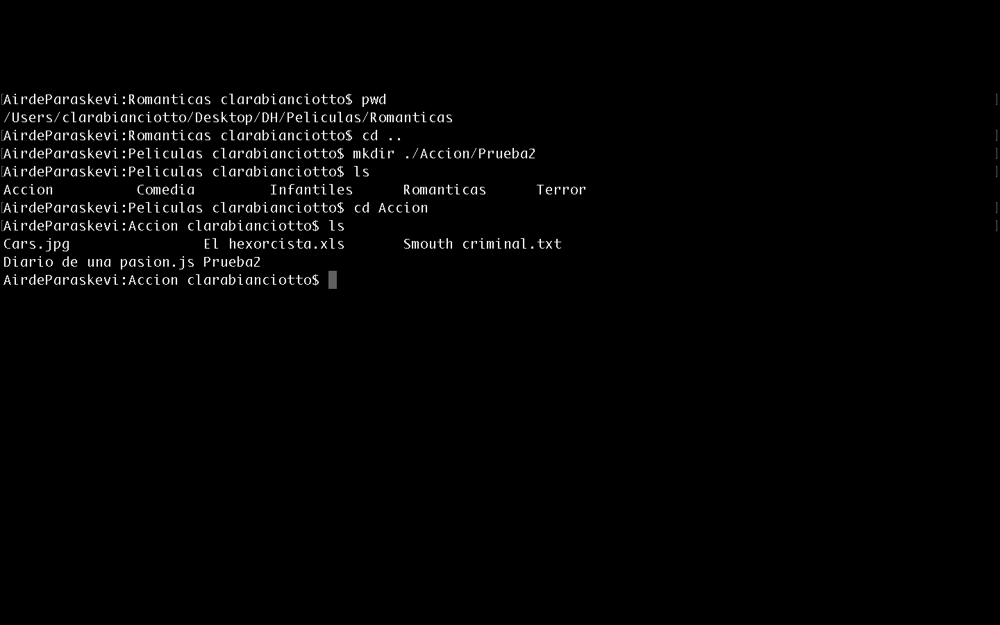 [AirdeParaskevi:Romanticas clarabianciotto$ pwd ]
/Users/clarabianciotto/Desktop/DH/Peliculas/Romanticas
[AirdeParaskevi:Romanticas clarabianciotto$ cd .. ]
[AirdeParaskevi:Peliculas clarabianciotto$ mkdir ./Accion/Prueba2 ]
[AirdeParaskevi:Peliculas clarabianciotto$ ls ]
Accion Comedia Infantiles Romanticas Terror
[AirdeParaskevi:Peliculas clarabianciotto$ cd Accion ]
[AirdeParaskevi:Accion clarabianciotto$ ls ]
Cars.jpg El hexorcista.xls Smouth criminal.txt
Diario de una pasion.js Prueba2
AirdeParaskevi:Accion clarabianciotto$